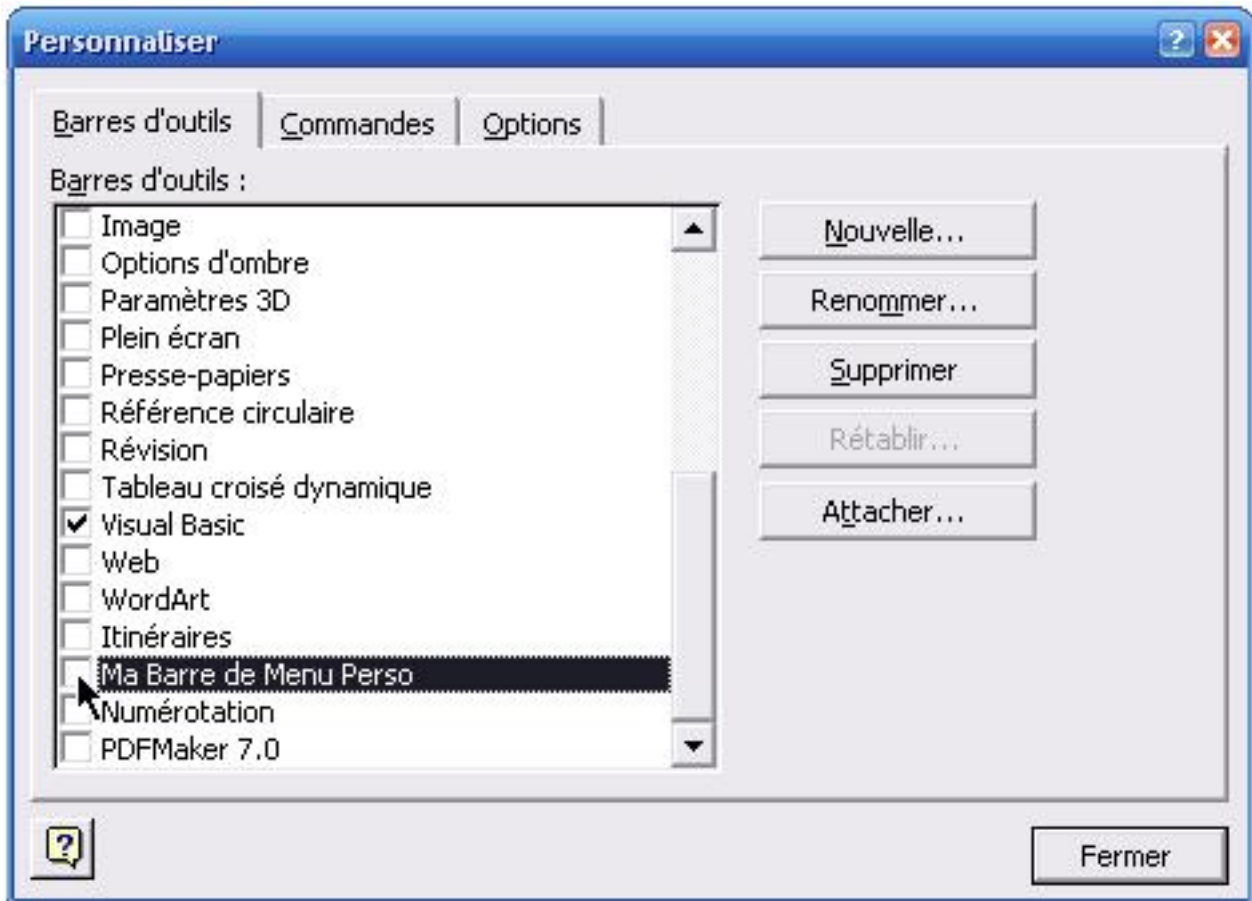 Personnaliser
Barres d'outils
Commandes
Options
Barres d'outils :
Image
Options d'ombre
Paramètres 3D
Plein écran
Presse-papiers
Référence circulaire
Révision
Tableau croisé dynamique
Visual Basic
Web
WordArt
Itinéraires
Ma Barre de Menu Perso
Numérotation
PDFMaker 7.0
Nouvelle...
Renommer...
Supprimer
Rétablir...
Attacher...
Fermer